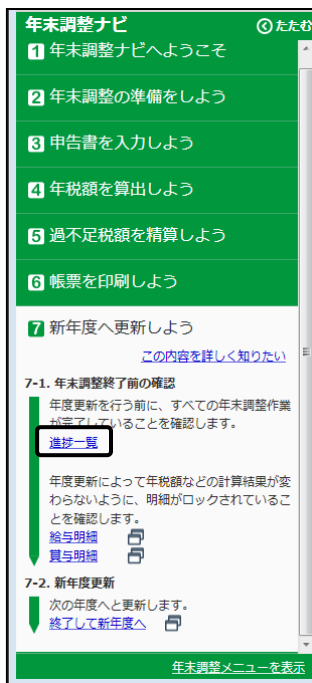 年末調整ナビ
たたむ
1 年末調整ナビへようこそ
2 年末調整の準備をしよう
3 申告書を入力しよう
4 年税額を算出しよう
5 過不足税額を精算しよう
6 帳票を印刷しよう
7 新年度へ更新しよう
この内容を詳しく知りたい
7-1. 年末調整終了前の確認
年度更新を行う前に、すべての年末調整作業
が完了していることを確認します。
進捗一覧
年度更新によって年税額などの計算結果が変
わらないように、明細がロックされているこ
とを確認します。
給与明細
賞与明細
7-2. 新年度更新
次の年度へと更新します。
終了して新年度へ
年末調整メニューを表示